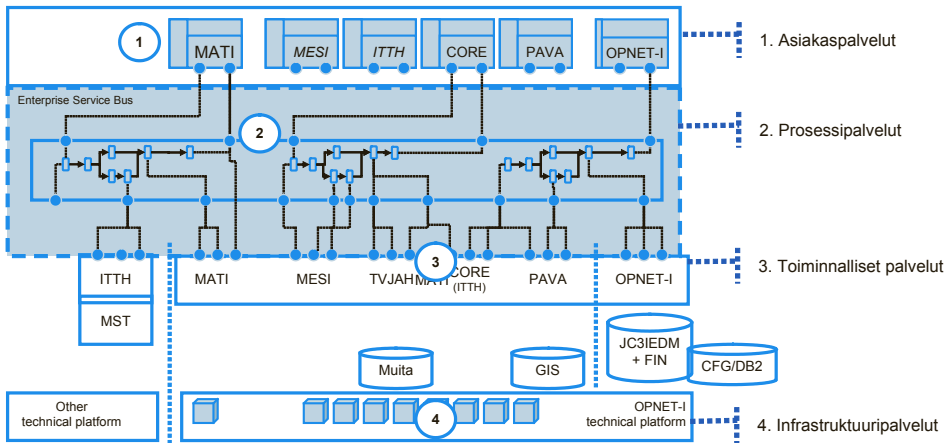 1
MATI
MESI
ITTH
CORE
PAVA
OPNET-I
1. Asiakaspalvelut
Enterprise Service Bus
2
2. Prosessipalvelut
3
ITTH
MATI
MESI
TVJAH
MATI
CORE
(ITTH)
PAVA
OPNET-I
3. Toiminnalliset palvelut
MST
Muita
GIS
JC3IEDM
+ FIN
CFG/DB2
Other
technical platform
4
OPNET-I
technical platform
4. Infrastruktuuripalvelut